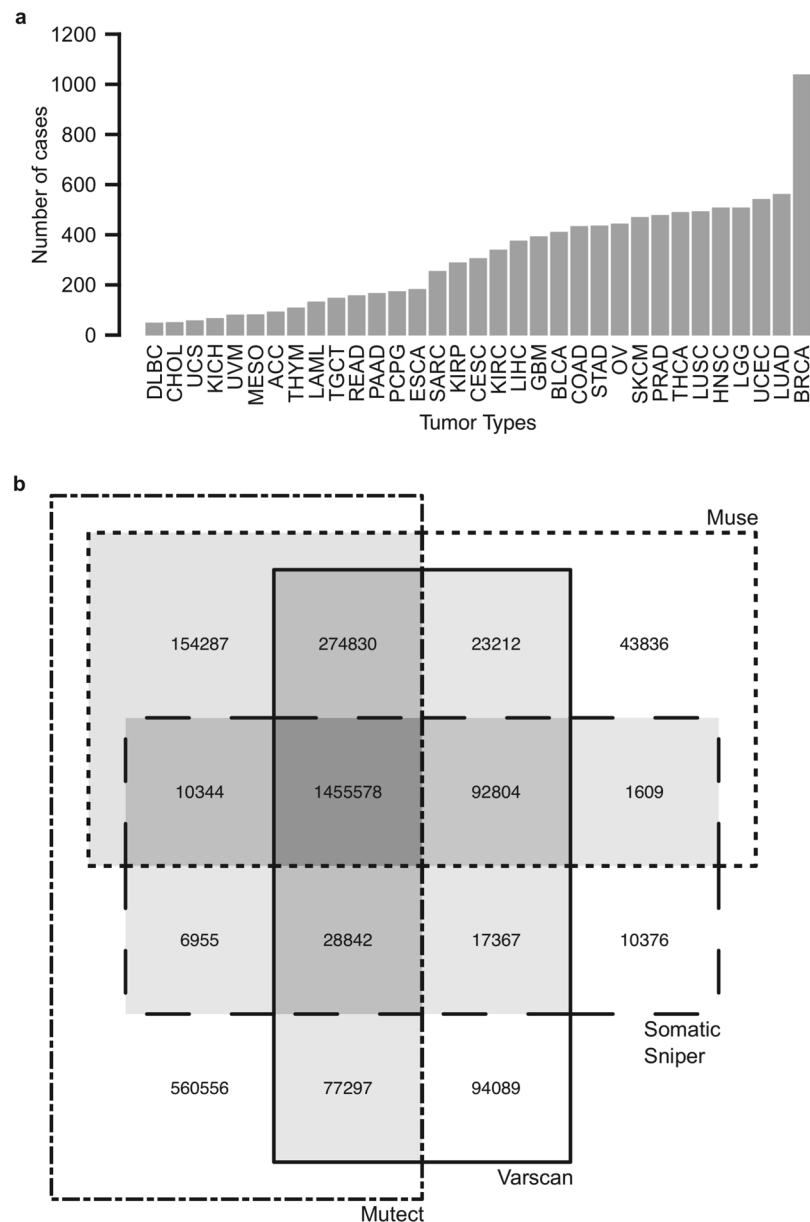 a
1200
1000
800
600
400
200
0
Number of cases
DLBC
CHOL
UCS
KICH
UVM
MESO
ACC
THYM
LAML
TGCT
READ
PAAD
PCPG
ESCA
SARC
KIRP
CESC
KIRC
LIHC
GBM
BLCA
COAD
STAD
OV
SKCM
PRAD
THCA
LUSC
HNSC
LGG
UCEC
LUAD
BRCA
Tumor Types
b
Muse
154287 274830 23212 43836
10344 1455578 92804 1609
6955 28842 17367 10376
Somatic
Sniper
560556 77297 94089
Varscan
Mutect